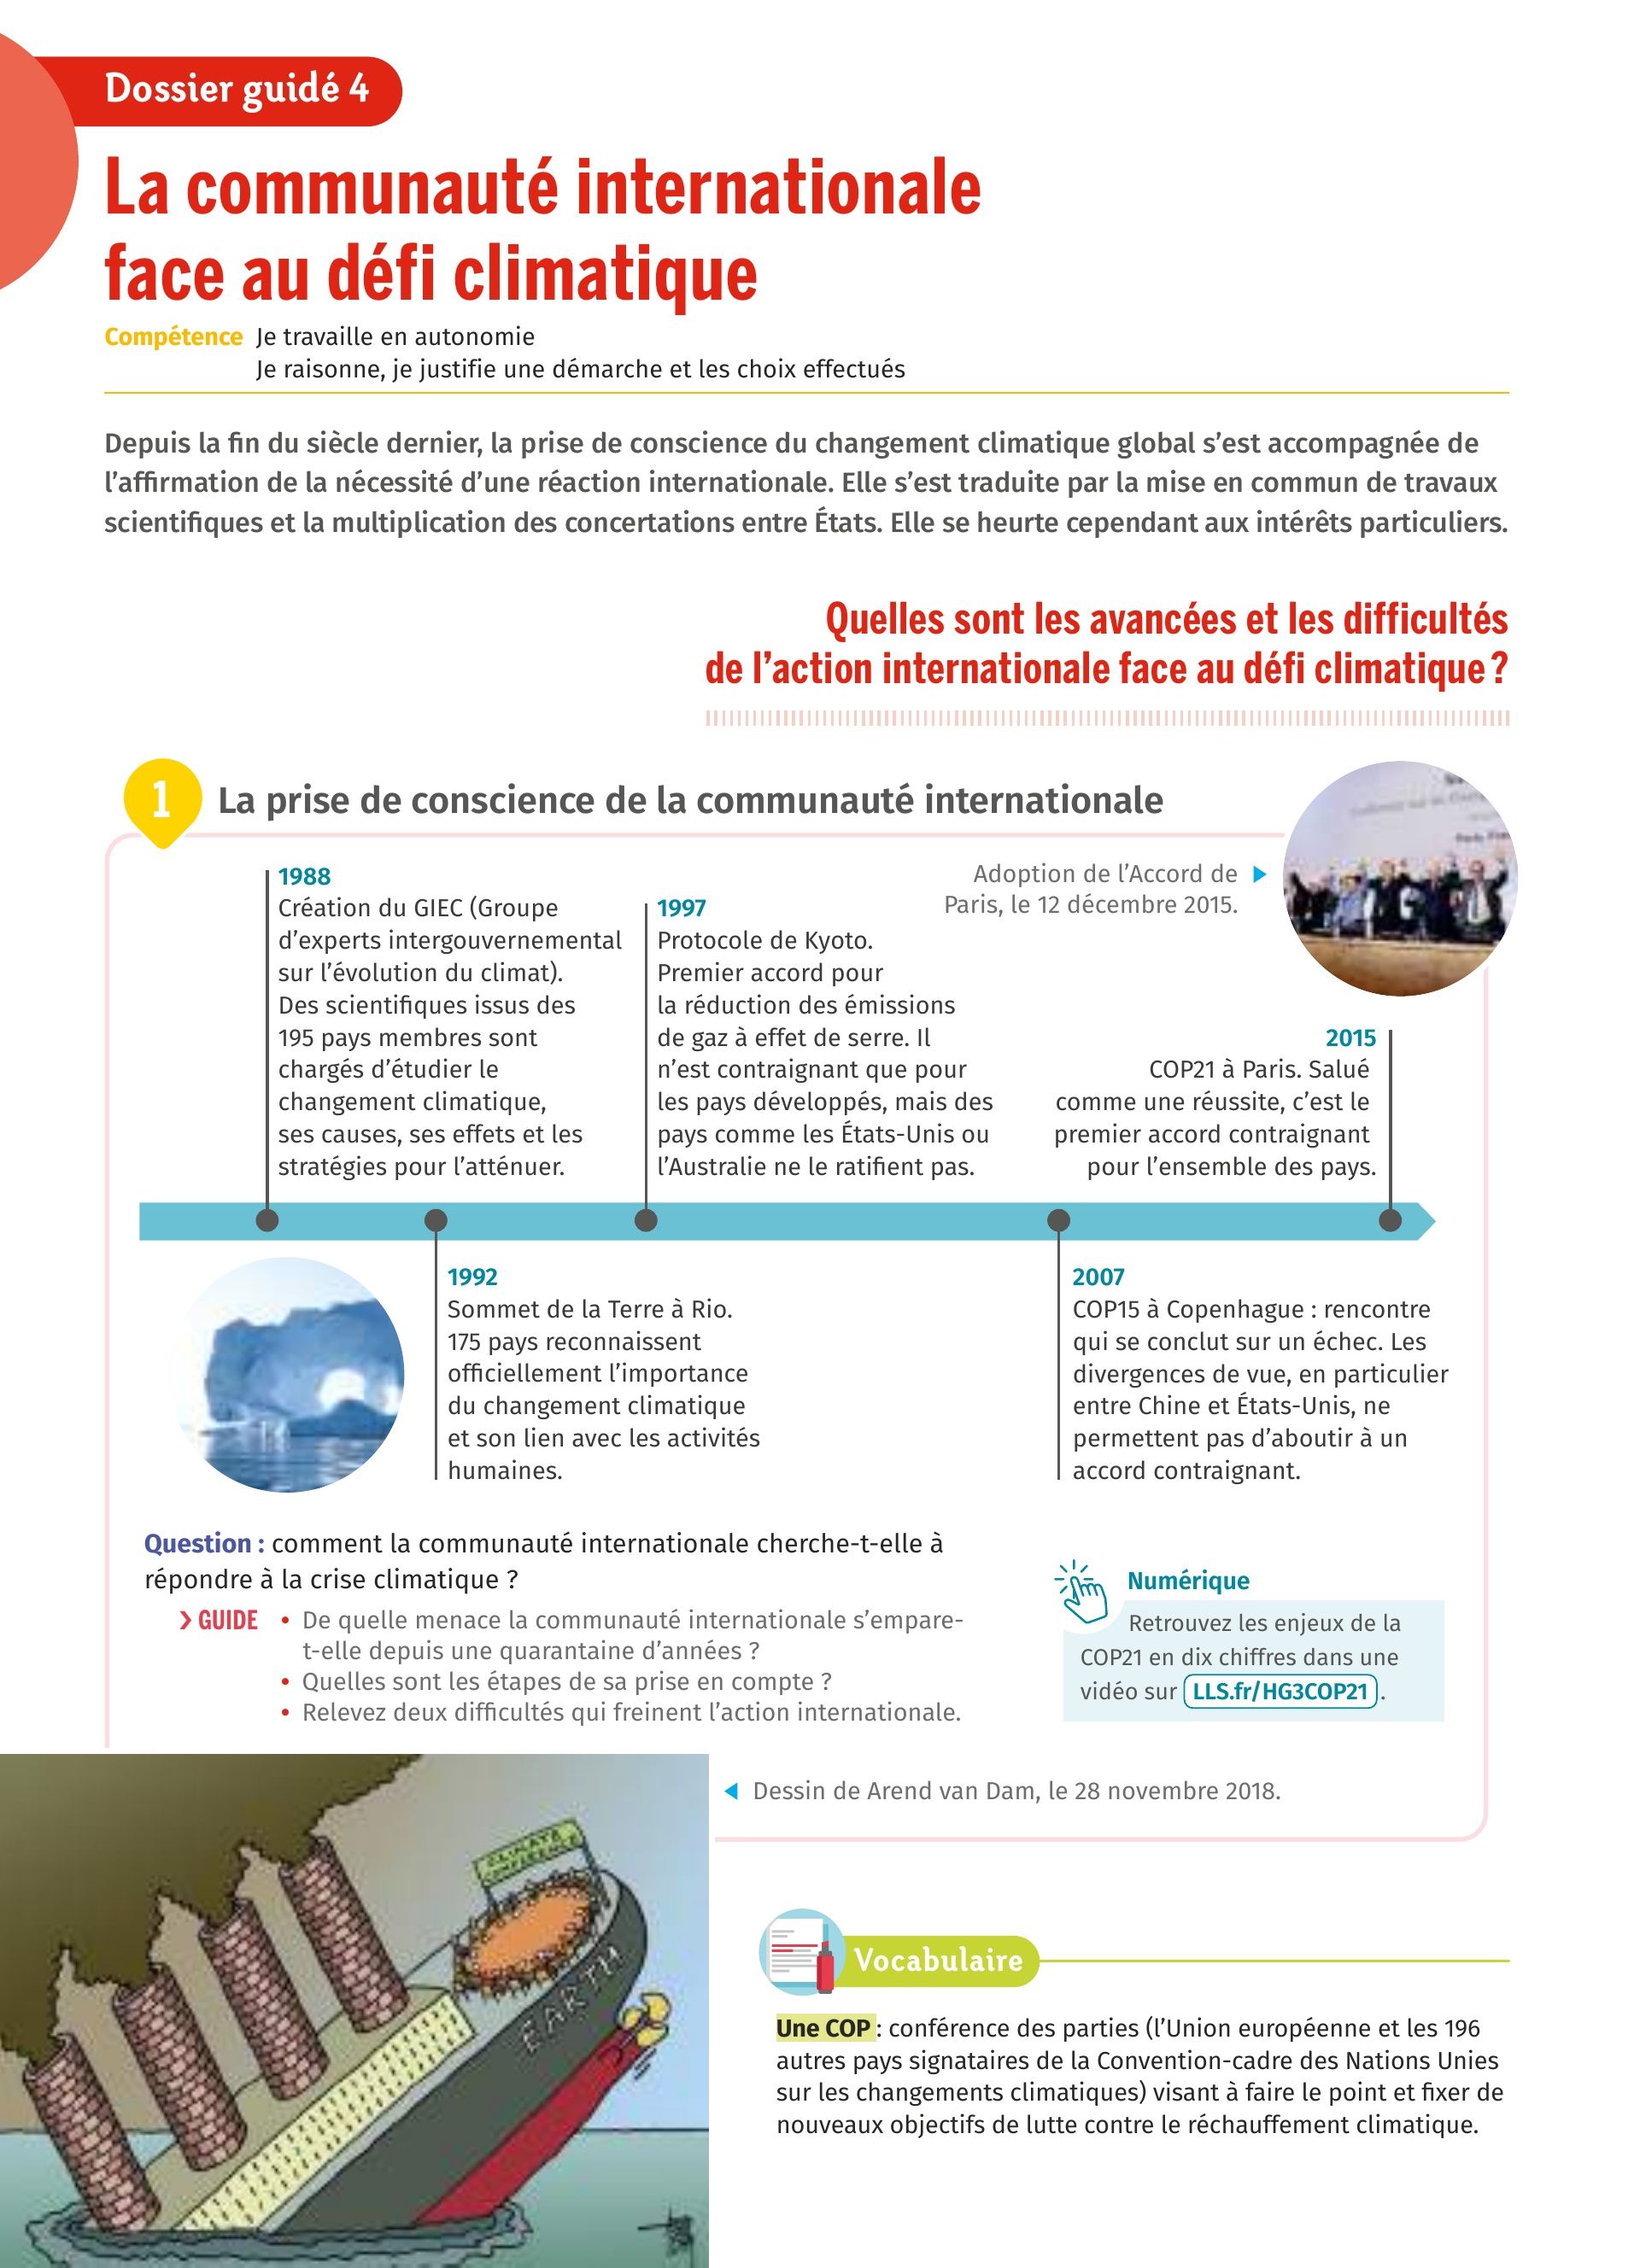 Dossier guidé 4
La communauté internationale
face au défi climatique
Compétence Je travaille en autonomie
Je raisonne, je justifie une démarche et les choix effectués
Depuis la fin du siècle dernier, la prise de conscience du changement climatique global s’est accompagnée de
l’affirmation de la nécessité d’une réaction internationale. Elle s’est traduite par la mise en commun de travaux
scientifiques et la multiplication des concertations entre États. Elle se heurte cependant aux intérêts particuliers.
Quelles sont les avancées et les difficultés
de l’action internationale face au défi climatique ?
1 La prise de conscience de la communauté internationale
Adoption de l’Accord de
Paris, le 12 décembre 2015.
1988
Création du GIEC (Groupe
d’experts intergouvernemental
sur l’évolution du climat).
Des scientifiques issus des
195 pays membres sont
chargés d’étudier le
changement climatique,
ses causes, ses effets et les
stratégies pour l’atténuer.
1997
Protocole de Kyoto.
Premier accord pour
la réduction des émissions
de gaz à effet de serre. Il
n’est contraignant que pour
les pays développés, mais des
pays comme les États-Unis ou
l’Australie ne le ratifient pas.
2015
COP21 à Paris. Salué
comme une réussite, c’est le
premier accord contraignant
pour l’ensemble des pays.
1992
Sommet de la Terre à Rio.
175 pays reconnaissent
officiellement l’importance
du changement climatique
et son lien avec les activités
humaines.
2007
COP15 à Copenhague : rencontre
qui se conclut sur un échec. Les
divergences de vue, en particulier
entre Chine et États-Unis, ne
permettent pas d’aboutir à un
accord contraignant.
Question : comment la communauté internationale cherche-t-elle à
répondre à la crise climatique ?
❯ GUIDE • De quelle menace la communauté internationale s’empare-
t-elle depuis une quarantaine d’années ?
• Quelles sont les étapes de sa prise en compte ?
• Relevez deux difficultés qui freinent l’action internationale.
Numérique
Retrouvez les enjeux de la
COP21 en dix chiffres dans une
vidéo sur LLS.fr/HG3COP21 .
Dessin de Arend van Dam, le 28 novembre 2018.
CLIMATE
CONFERENCE
EARTH
Vocabulaire
Une COP : conférence des parties (l’Union européenne et les 196
autres pays signataires de la Convention-cadre des Nations Unies
sur les changements climatiques) visant à faire le point et fixer de
nouveaux objectifs de lutte contre le réchauffement climatique.